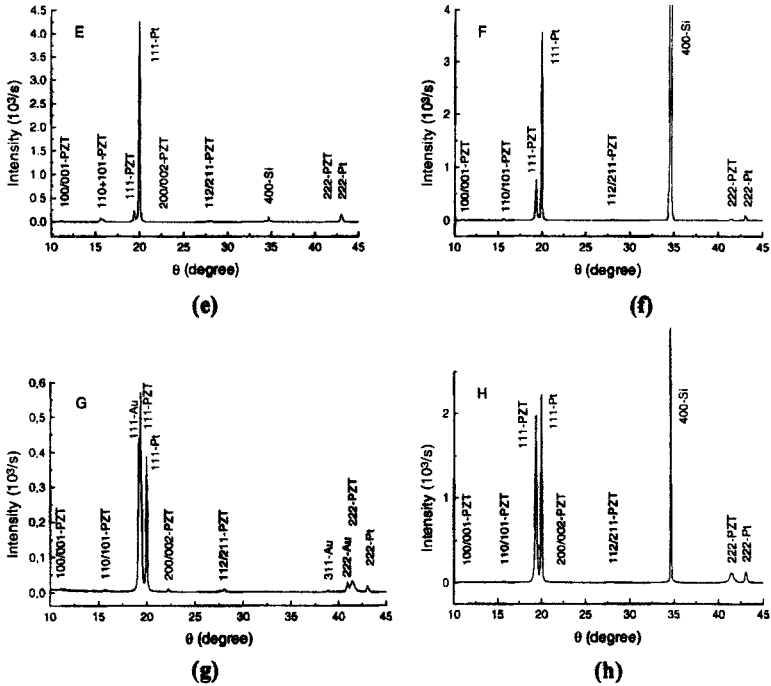 E
Intensity (10³/s)
4.5
4.0
3.5
3.0
2.5
2.0
1.5
1.0
0.5
0.0
100/001-PZT
110+101-PZT
111-PZT
111-Pt
200/002-PZT
112/211-PZT
400-Si
222-PZT
222-Pt
10 15 20 25 30 35 40 45
θ (degree)
(e)
F
Intensity (10³/s)
4
3
2
1
0
100/001-PZT
110/101-PZT
111-PZT
111-Pt
112/211-PZT
400-Si
222-PZT
222-Pt
10 15 20 25 30 35 40 45
θ (degree)
(f)
G
Intensity (10³/s)
0,6
0,5
0,4
0,3
0,2
0,1
0.0
100/001-PZT
110/101-PZT
111-Au
111-PZT
111-Pt
200/002-PZT
112/211-PZT
311-Au
222-Au
222-PZT
222-Pt
10 15 20 25 30 35 40 45
θ (degree)
(g)
H
Intensity (10³/s)
2
1
0
100/001-PZT
110/101-PZT
111-PZT
111-Pt
200/002-PZT
112/211-PZT
400-Si
222-PZT
222-Pt
10 15 20 25 30 35 40 45
θ (degree)
(h)